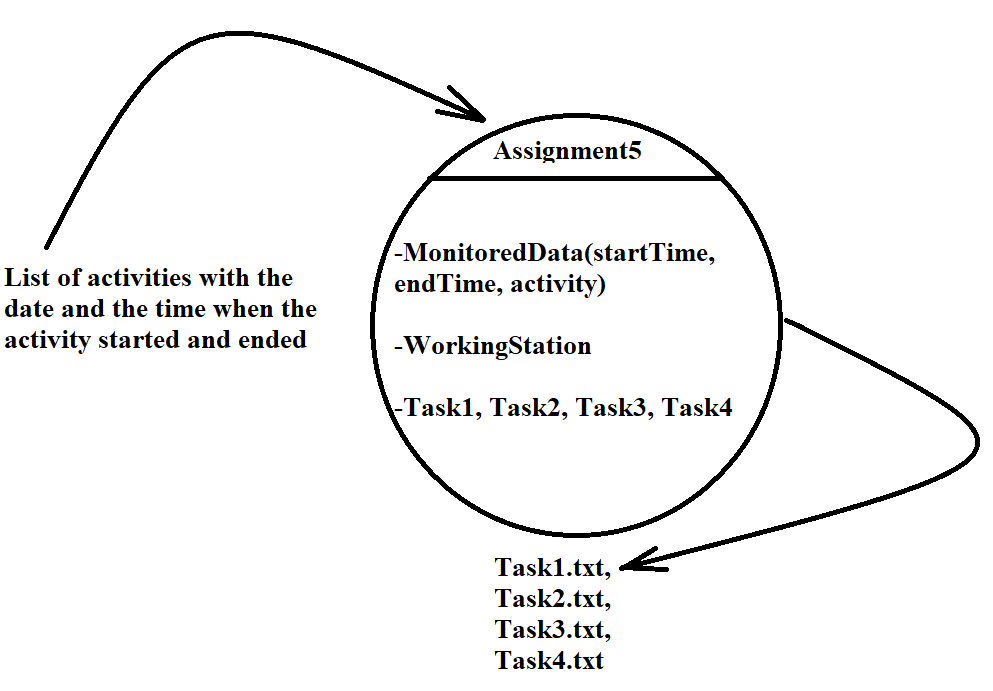 Assignment5
-MonitoredData(startTime,
endTime, activity)
-WorkingStation
-Task1, Task2, Task3, Task4
List of activities with the
date and the time when the
activity started and ended
Task1.txt,
Task2.txt,
Task3.txt,
Task4.txt